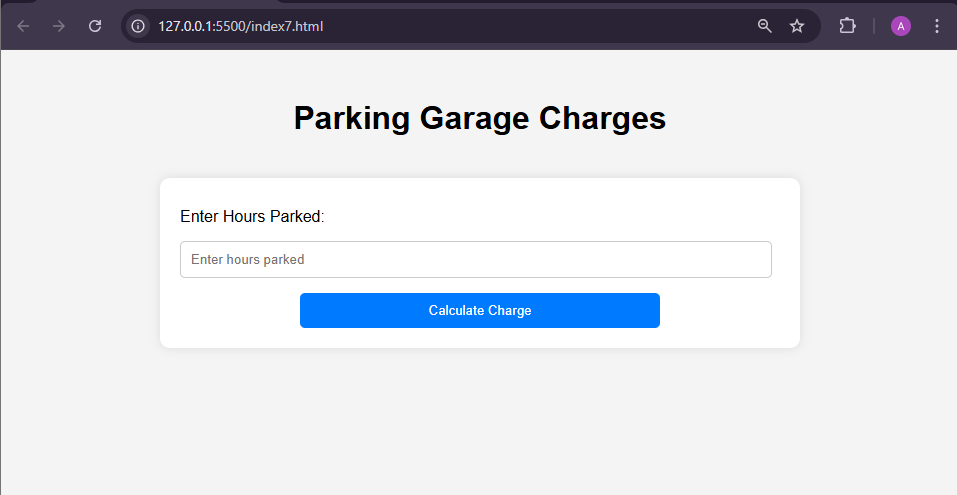 127.0.0.1:5500/index7.html
A
Parking Garage Charges
Enter Hours Parked:
Enter hours parked
Calculate Charge